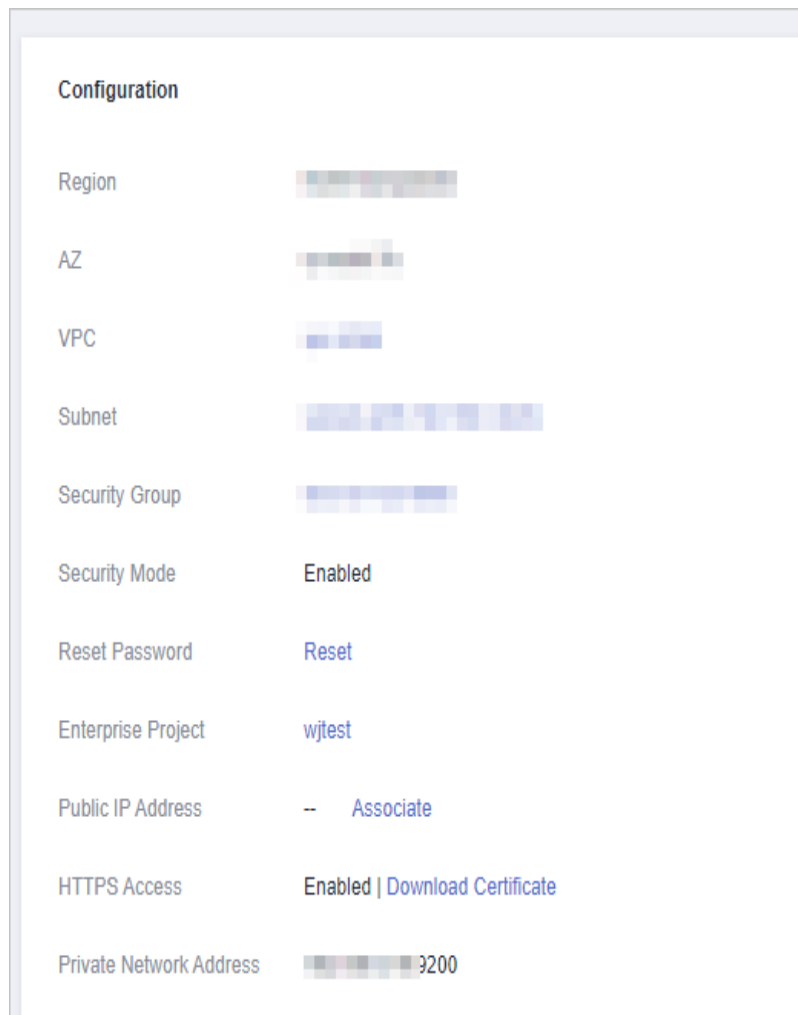 Configuration
Region
AZ
VPC
Subnet
Security Group
Security Mode Enabled
Reset Password Reset
Enterprise Project wjtest
Public IP Address -- Associate
HTTPS Access Enabled | Download Certificate
Private Network Address 9200